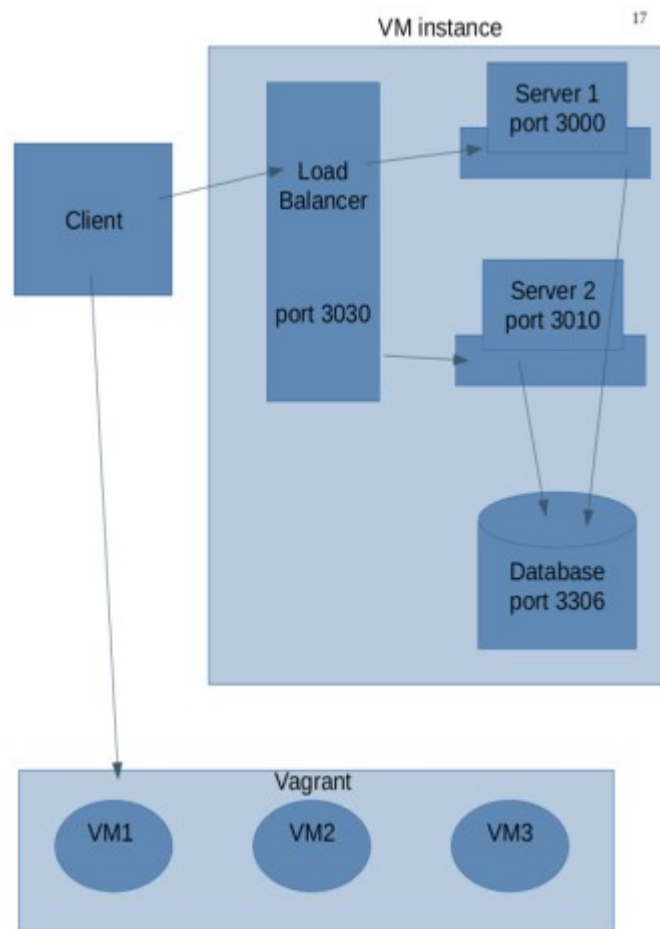 17
VM instance
Server 1
port 3000
Load
Balancer
Client
port 3030
Server 2
port 3010
Database
port 3306
Vagrant
VM1
VM2
VM3